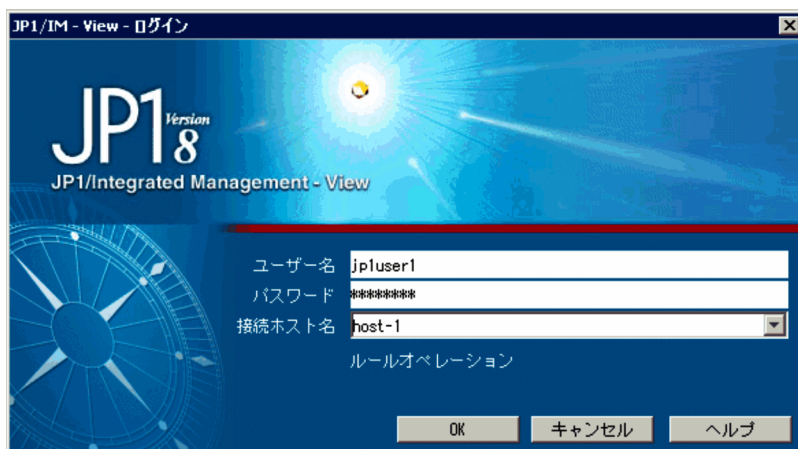 JP1/IM - View - ログイン
JP1 Version 8
JP1/Integrated Management - View
ユーザー名 jp1user1
パスワード ********
接続ホスト名 host-1
ルールオペレーション
OK キャンセル ヘルプ